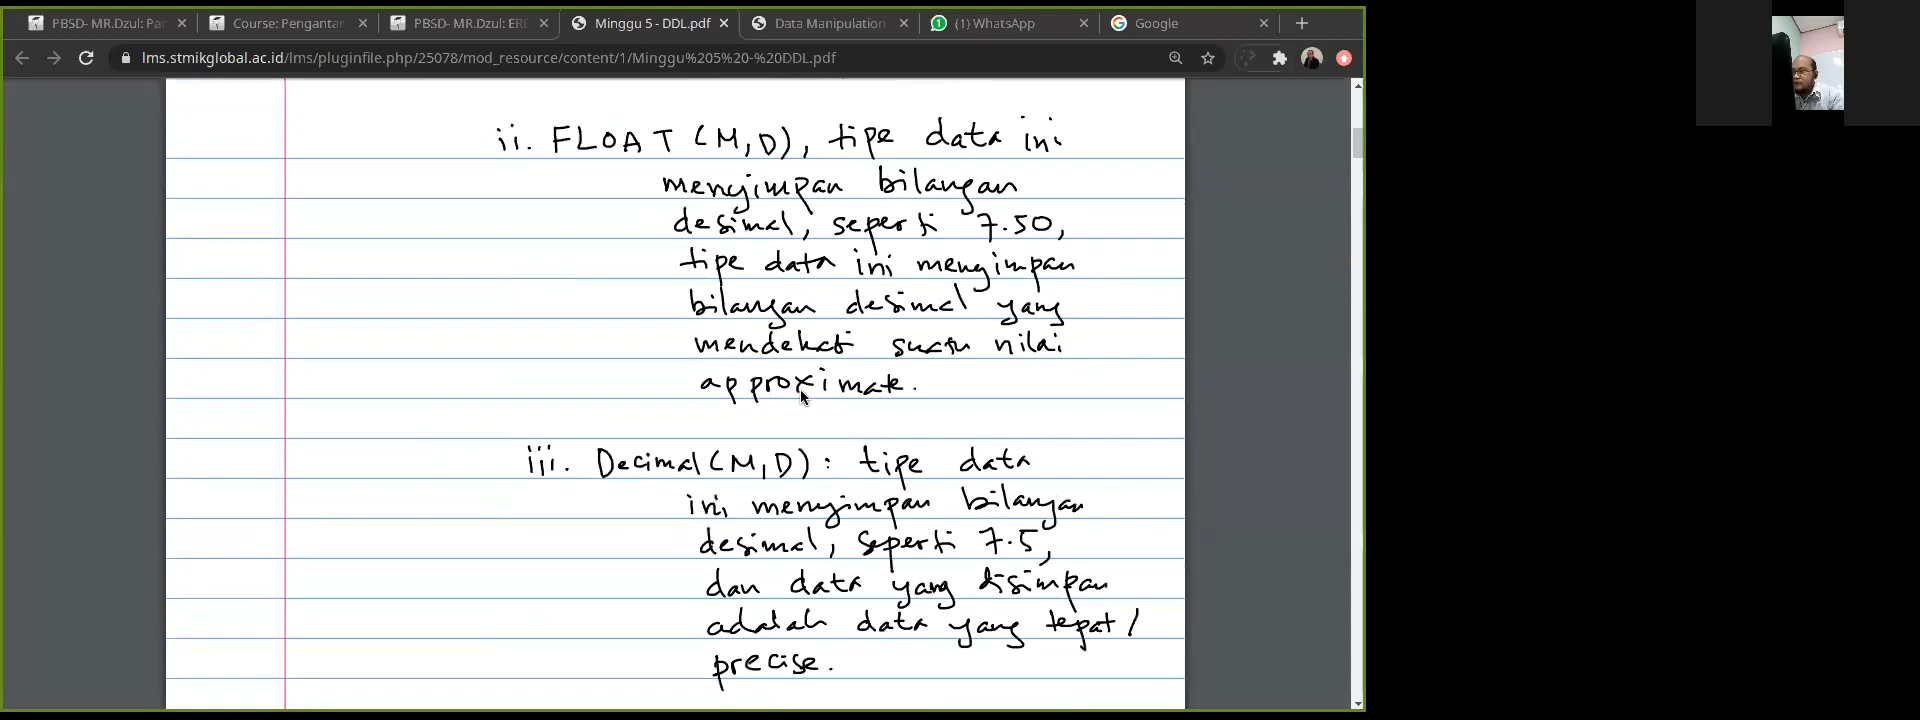 PBSD- MR.Dzul: Par
Course: Pengantar
PBSD- MR.Dzul: ERD
Minggu 5 - DDL.pdf
Data Manipulation
(1) WhatsApp
Google
lms.stmikglobal.ac.id/lms/pluginfile.php/25078/mod_resource/content/1/Minggu%205%20-%20DDL.pdf
ii. FLOAT (M,D), tipe data ini
menyimpan bilangan
desimal, seperti 7.50,
tipe data ini menyimpan
bilangan desimal yang
mendekati suatu nilai
approximate.
iii. Decimal(M,D) : tipe data
ini menyimpan bilangan
desimal, seperti 7.5,
dan data yang disimpan
adalah data yang tepat /
precise.